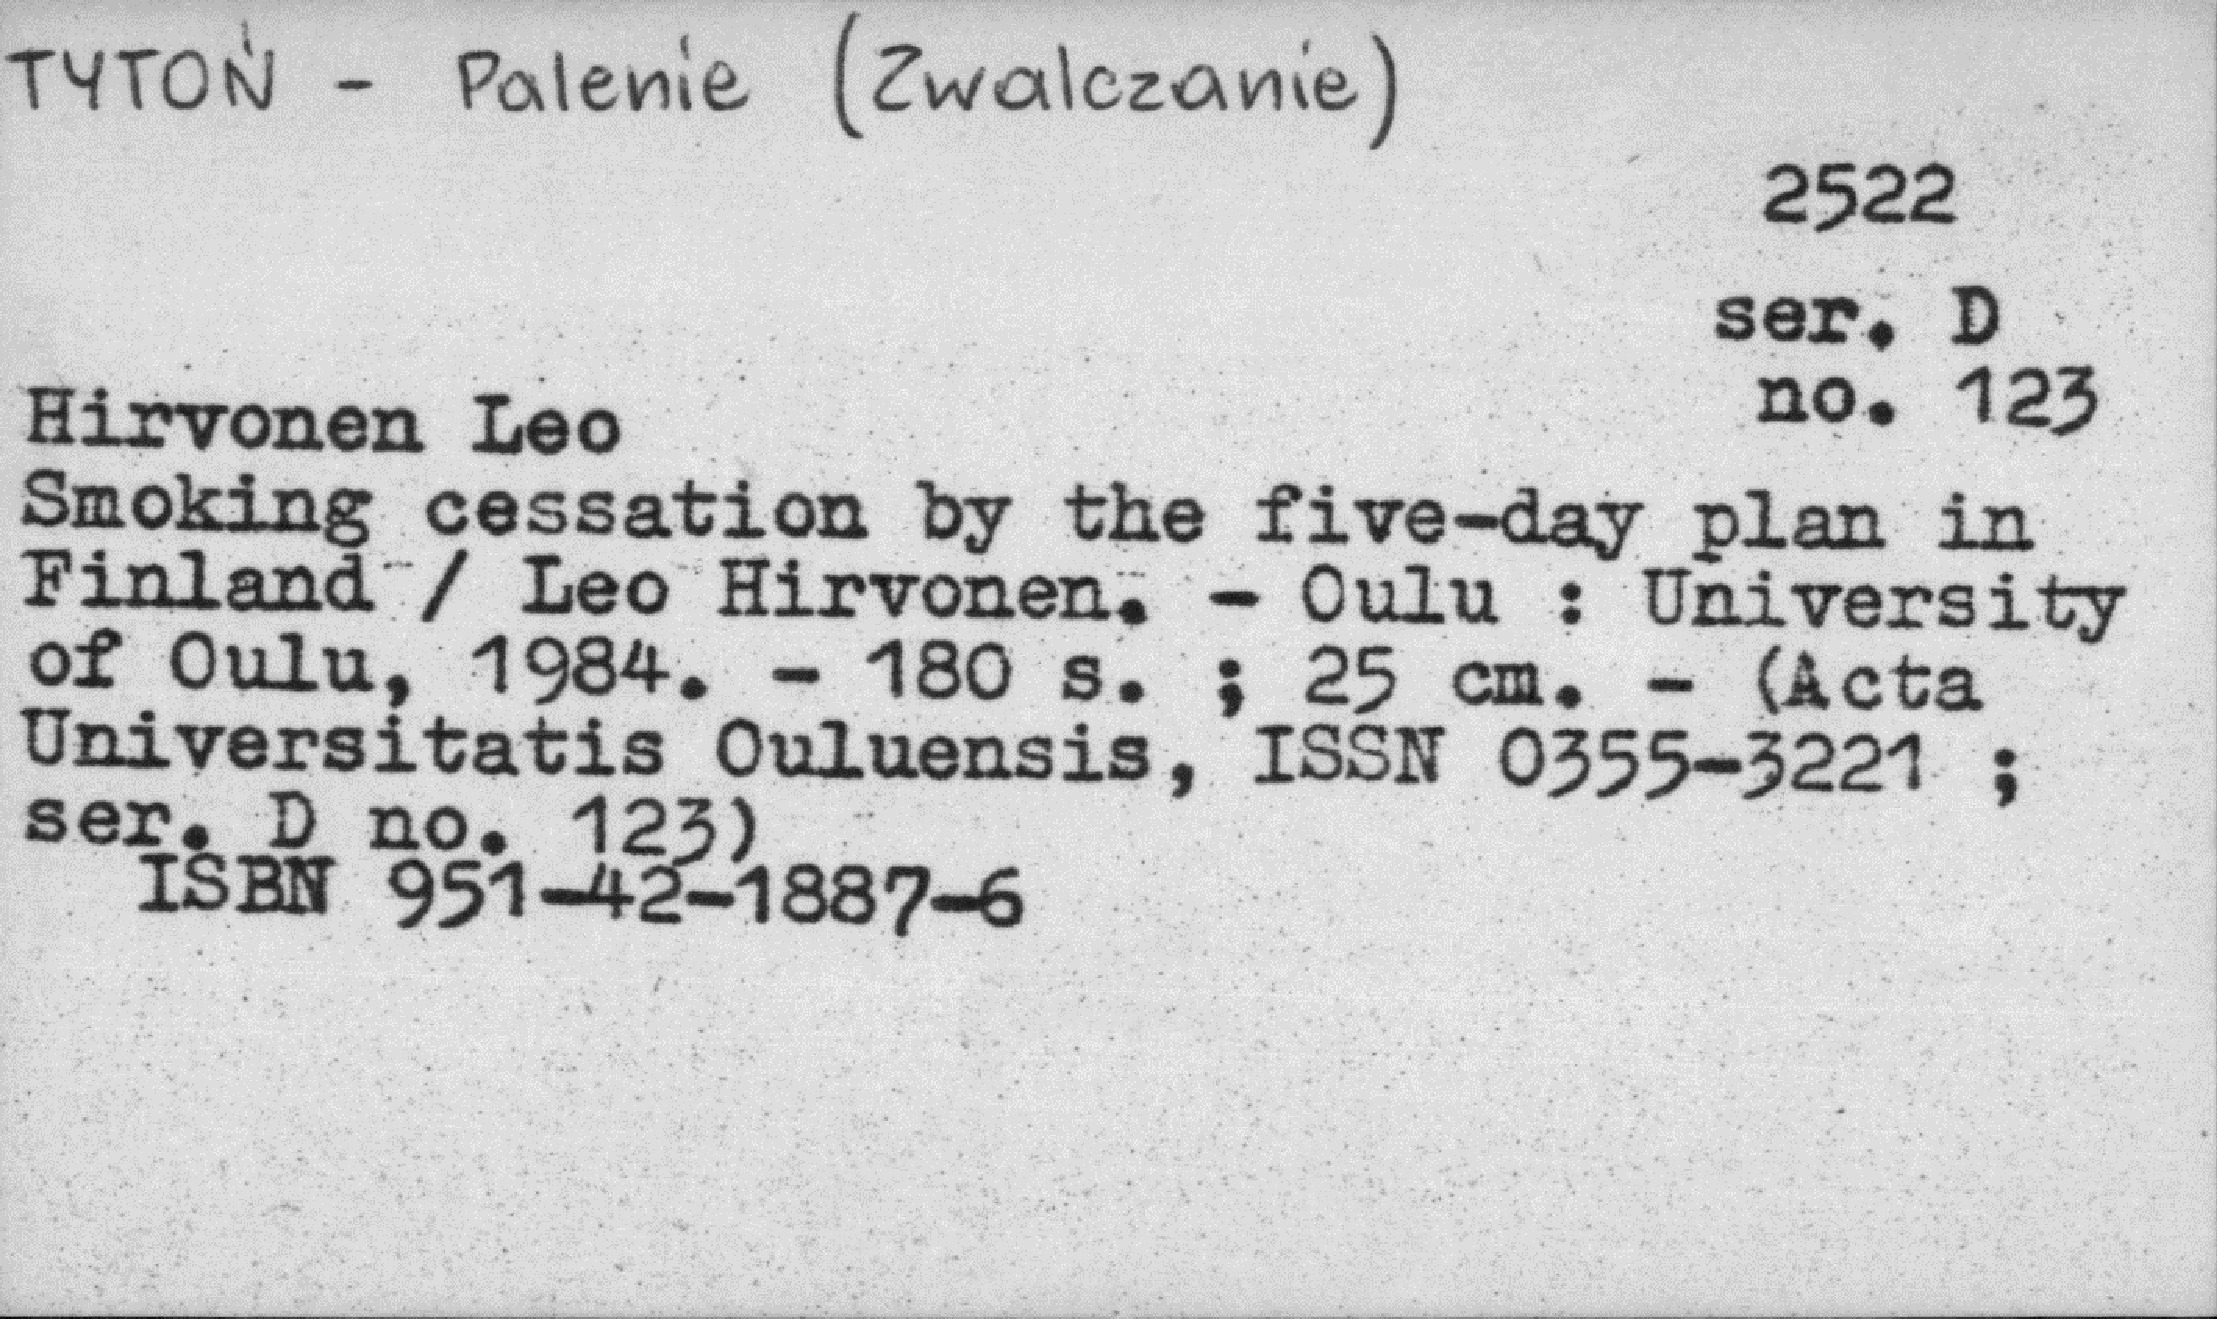 TYTOŃ - Palenie (Zwalczanie)
2522
ser. D
no. 123
Hirvonen Leo
Smoking cessation by the five-day plan in
Finland / Leo Hirvonen. - Oulu : University
of Oulu, 1984. - 180 s. ; 25 cm. - (Acta
Universitatis Ouluensis, ISSN 0355-3221 ;
ser. D no. 123)
ISBN 951-42-1887-6